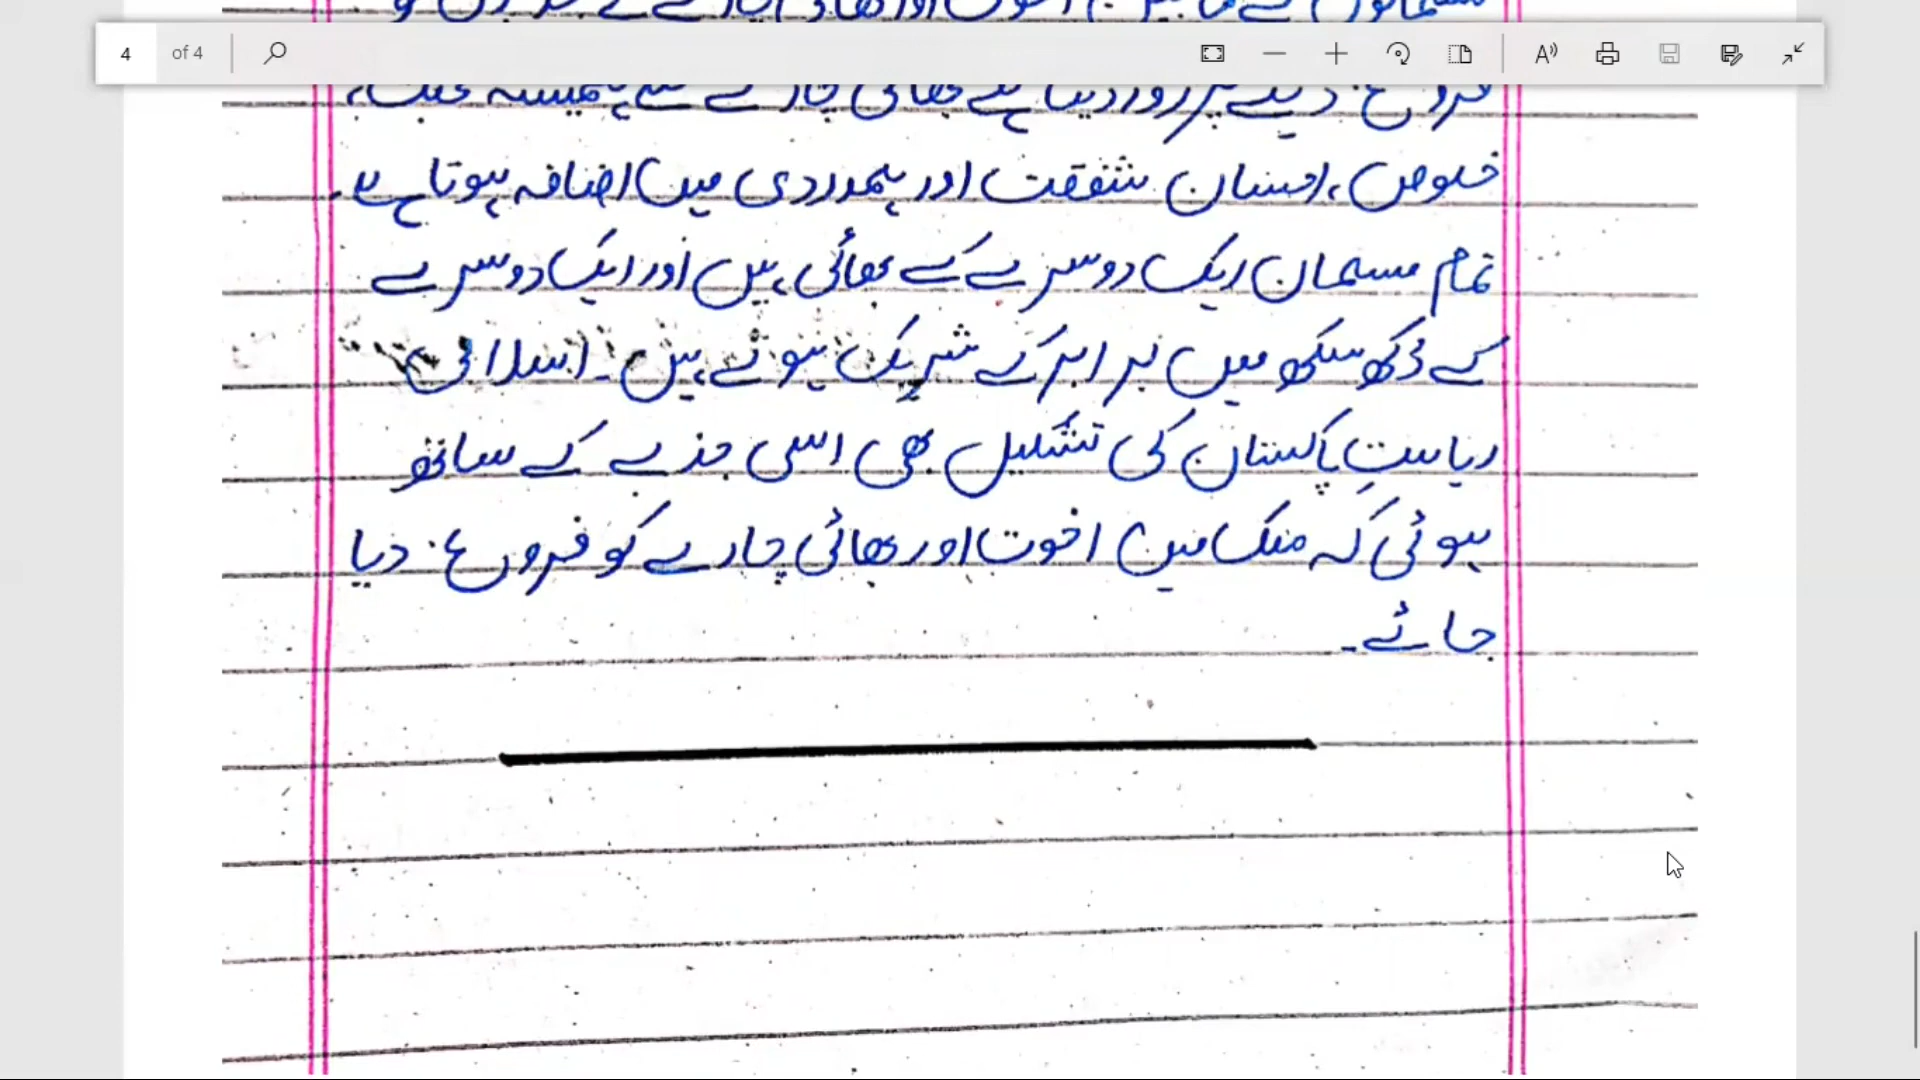 4 of 4
فروغ دینے پر زور دیتا ہے بھائی چارے سے ہمیشہ محبت،
خلوص، احسان شفقت اور ہمدردی میں اضافہ ہوتا ہے۔
تمام مسلمان ایک دوسرے کے بھائی ہیں اور ایک دوسرے
کے دُکھ سکھ میں برابر کے شریک ہوتے ہیں۔ اسلامی
ریاستِ پاکستان کی تشکیل بھی اسی جذبے کے ساتھ
ہوئی کہ ملک میں اخوت اور بھائی چارے کو فروغ دیا
جائے۔